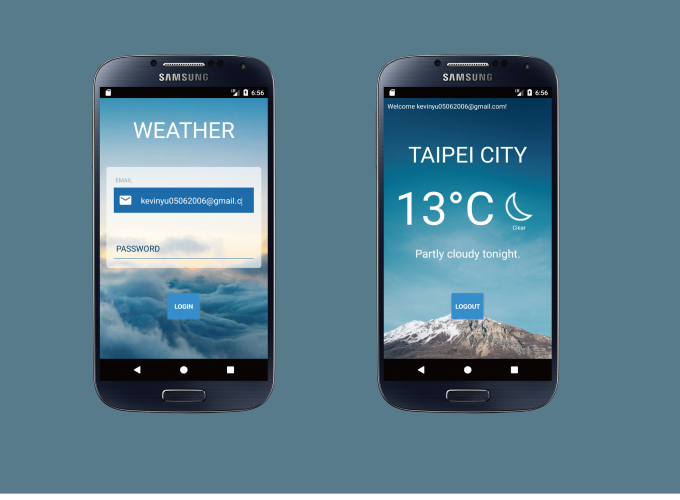 SAMSUNG
6:56
WEATHER
EMAIL
kevinyu05062006@gmail.c
PASSWORD
LOGIN
SAMSUNG
6:56
Welcome kevinyu05062006@gmail.com!
TAIPEI CITY
13°C
Clear
Partly cloudy tonight.
LOGOUT